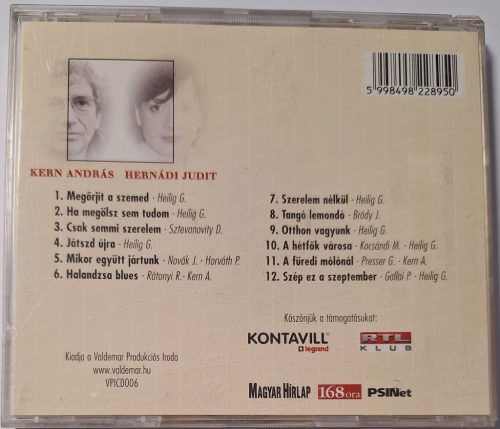 5 998498 228950
KERN ANDRÁS HERNÁDI JUDIT
1. Megőrjít a szemed - Heilig G.
2. Ha megölsz sem tudom - Heilig G.
3. Csak semmi szerelem - Sztevanovity D.
4. Játszd újra - Heilig G.
5. Mikor együtt jártunk - Novák J. - Horváth P.
6. Halandzsa blues - Rátonyi R.- Kern A.
7. Szerelem nélkül - Heilig G.
8. Tangó lemondó - Bródy J.
9. Otthon vagyunk - Heilig G.
10. A hétfők városa - Kocsándi M. - Heilig G.
11. A füredi mólónál - Presser G. - Kern A.
12. Szép ez a szeptember - Gallai P. - Heilig G.
Köszönjük a támogatásukat:
KONTAVILL
legrand
RTL
KLUB
Kiadja a Valdemar Produkciós Iroda
www.valdemar.hu
VPICD006
MAGYAR HÍRLAP 168 óra PSINet